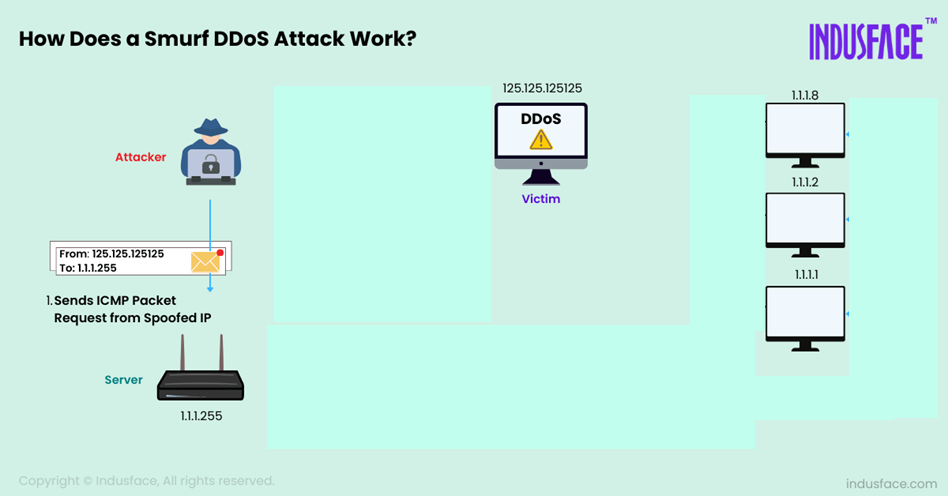 How Does a Smurf DDoS Attack Work?
INDUSFACE™
125.125.125125
DDoS
Victim
1.1.1.8
1.1.1.2
1.1.1.1
Attacker
From: 125.125.125125
To: 1.1.1.255
1. Sends ICMP Packet
Request from Spoofed IP
Server
1.1.1.255
Copyright © Indusface, All rights reserved.
indusface.com